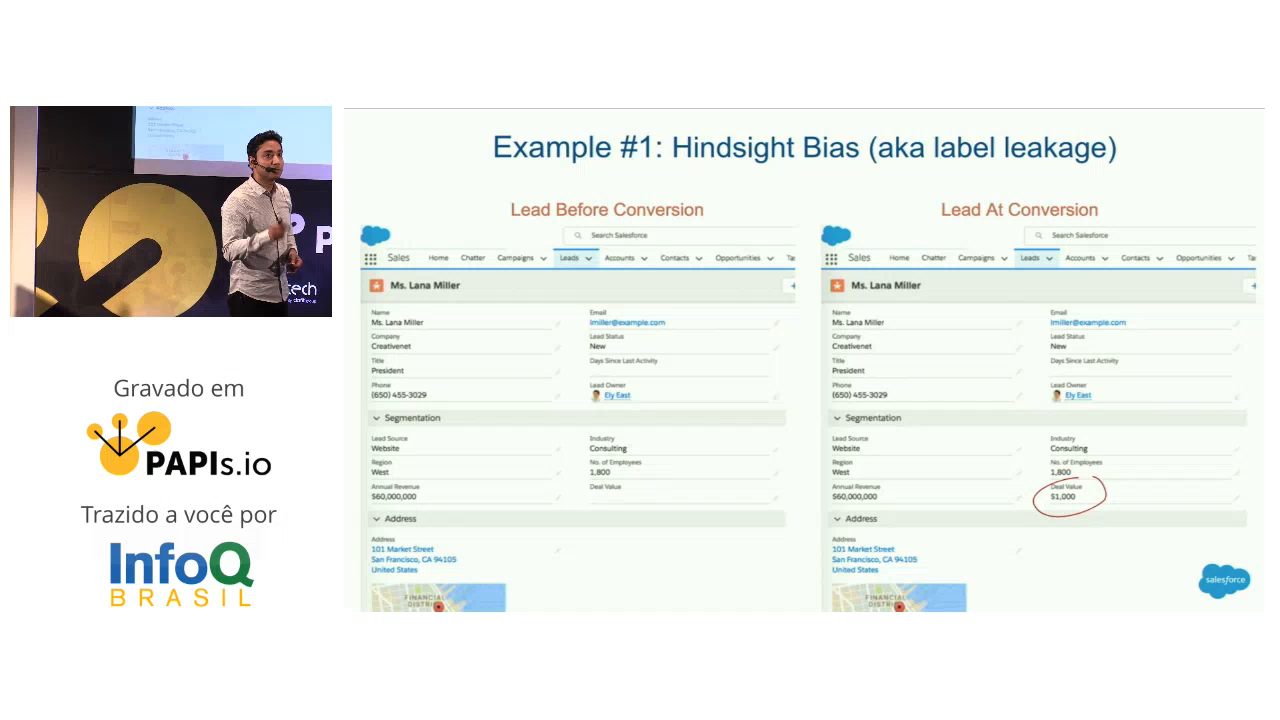 Example #1: Hindsight Bias (aka label leakage)
Lead Before Conversion
Search Salesforce
Sales Home Chatter Campaigns Leads Accounts Contacts Opportunities
Ms. Lana Miller
Name
Ms. Lana Miller
Email
lmiller@example.com
Company
Creativenet
Lead Status
New
Title
President
Days Since Last Activity
Phone
(650) 455-3029
Lead Owner
Ely East
Segmentation
Lead Source
Website
Industry
Consulting
Region
West
No. of Employees
1,800
Annual Revenue
$60,000,000
Deal Value
Address
Address
101 Market Street
San Francisco, CA 94105
United States
FINANCIAL
DISTRI
Lead At Conversion
Search Salesforce
Sales Home Chatter Campaigns Leads Accounts Contacts Opportunities
Ms. Lana Miller
Name
Ms. Lana Miller
Email
lmiller@example.com
Company
Creativenet
Lead Status
New
Title
President
Days Since Last Activity
Phone
(650) 455-3029
Lead Owner
Ely East
Segmentation
Lead Source
Website
Industry
Consulting
Region
West
No. of Employees
1,800
Annual Revenue
$60,000,000
Deal Value
$1,000
Address
Address
101 Market Street
San Francisco, CA 94105
United States
FINANCIAL
DISTRI
salesforce
P
tech
Gravado em
PAPIs.io
Trazido a você por
InfoQ
BRASIL